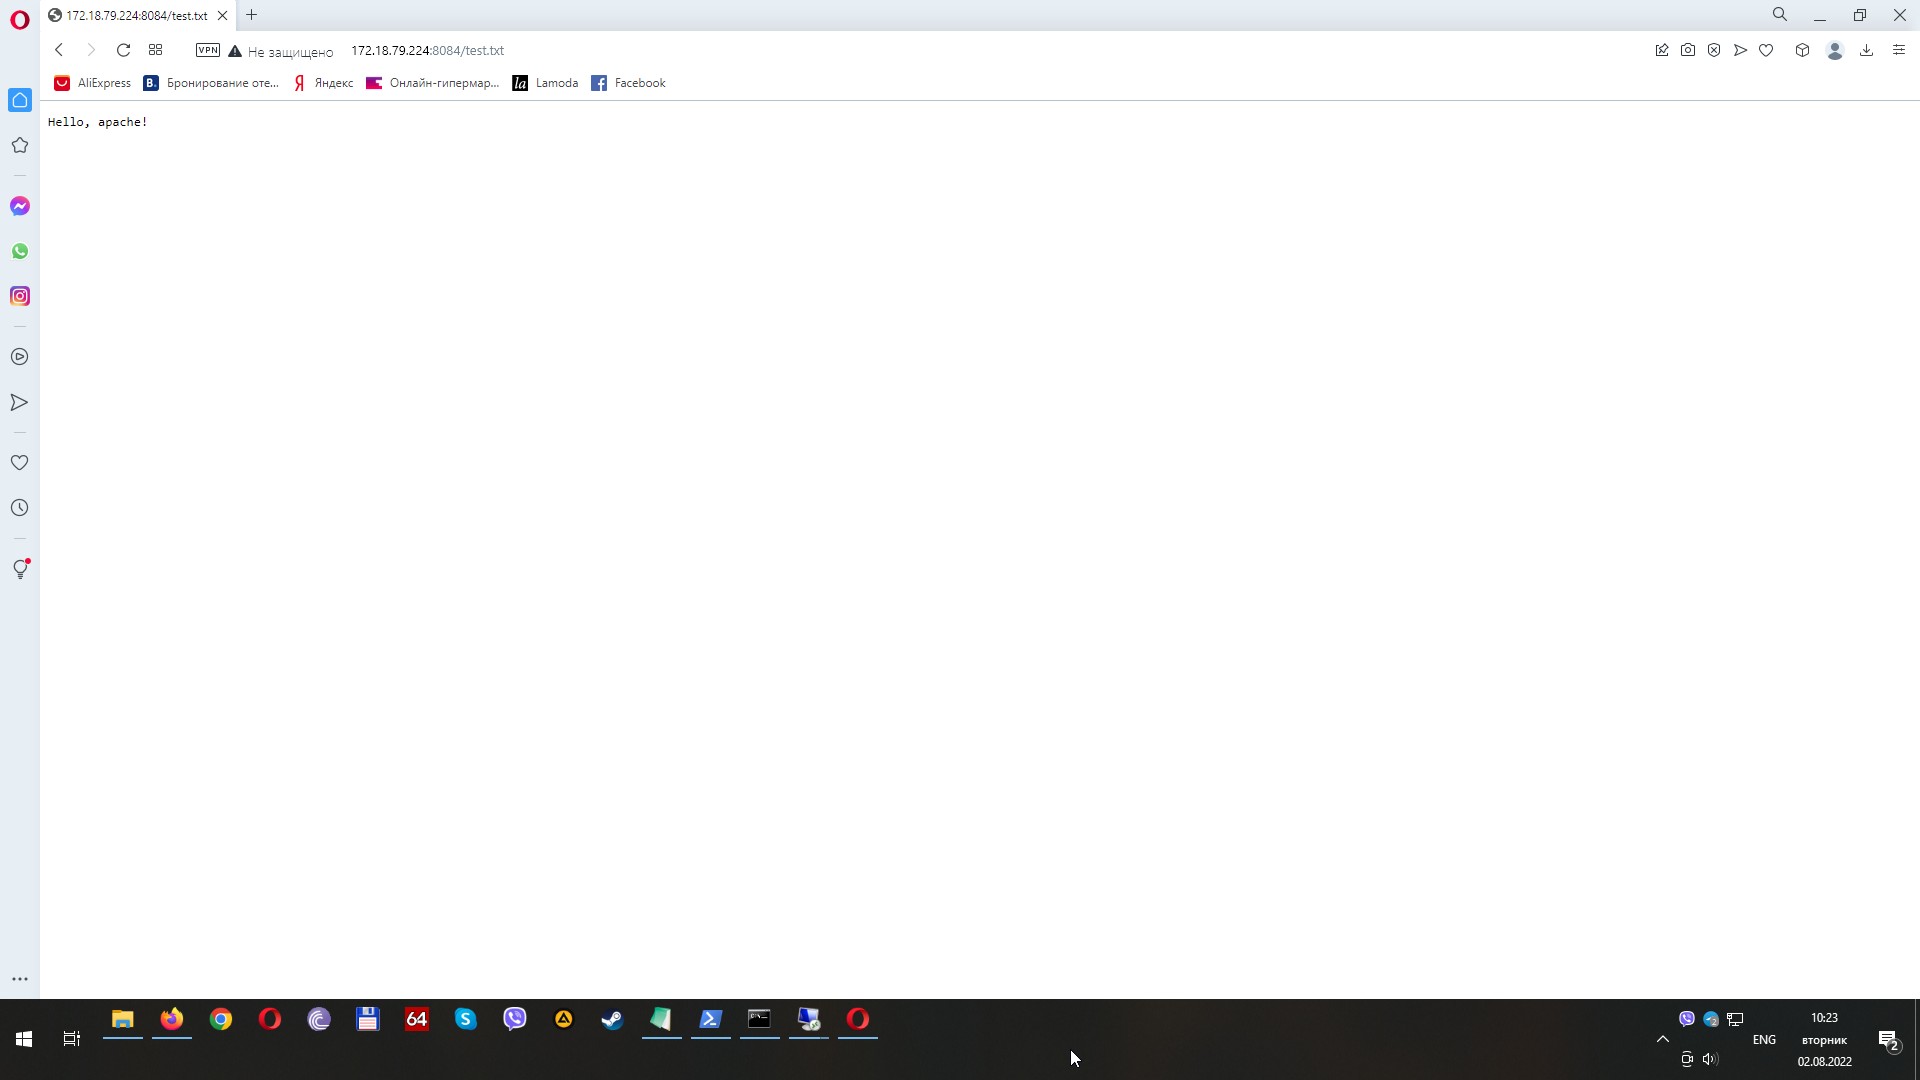 172.18.79.224:8084/test.txt
VPN Не защищено 172.18.79.224:8084/test.txt
AliExpress B. Бронирование оте... Я Яндекс Онлайн-гипермар... la Lamoda Facebook
Hello, apache!
64
10:23
ENG вторник 2
02.08.2022